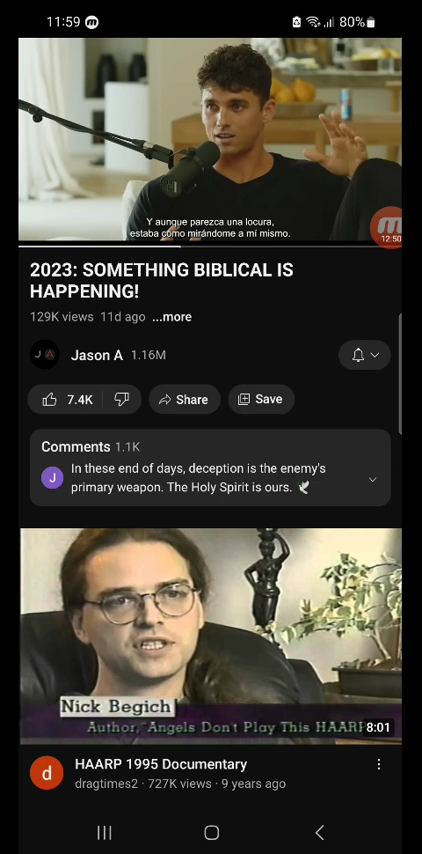 11:59
80%
Y aunque parezca una locura,
estaba como mirándome a mí mismo.
12:50
2023: SOMETHING BIBLICAL IS
HAPPENING!
129K views 11d ago ...more
J A Jason A 1.16M
7.4K Share Save
Comments 1.1K
J In these end of days, deception is the enemy's
primary weapon. The Holy Spirit is ours. 🕊️
Nick Begich
Author, "Angels Don't Play This HAARP
8:01
d HAARP 1995 Documentary
dragtimes2 · 727K views · 9 years ago